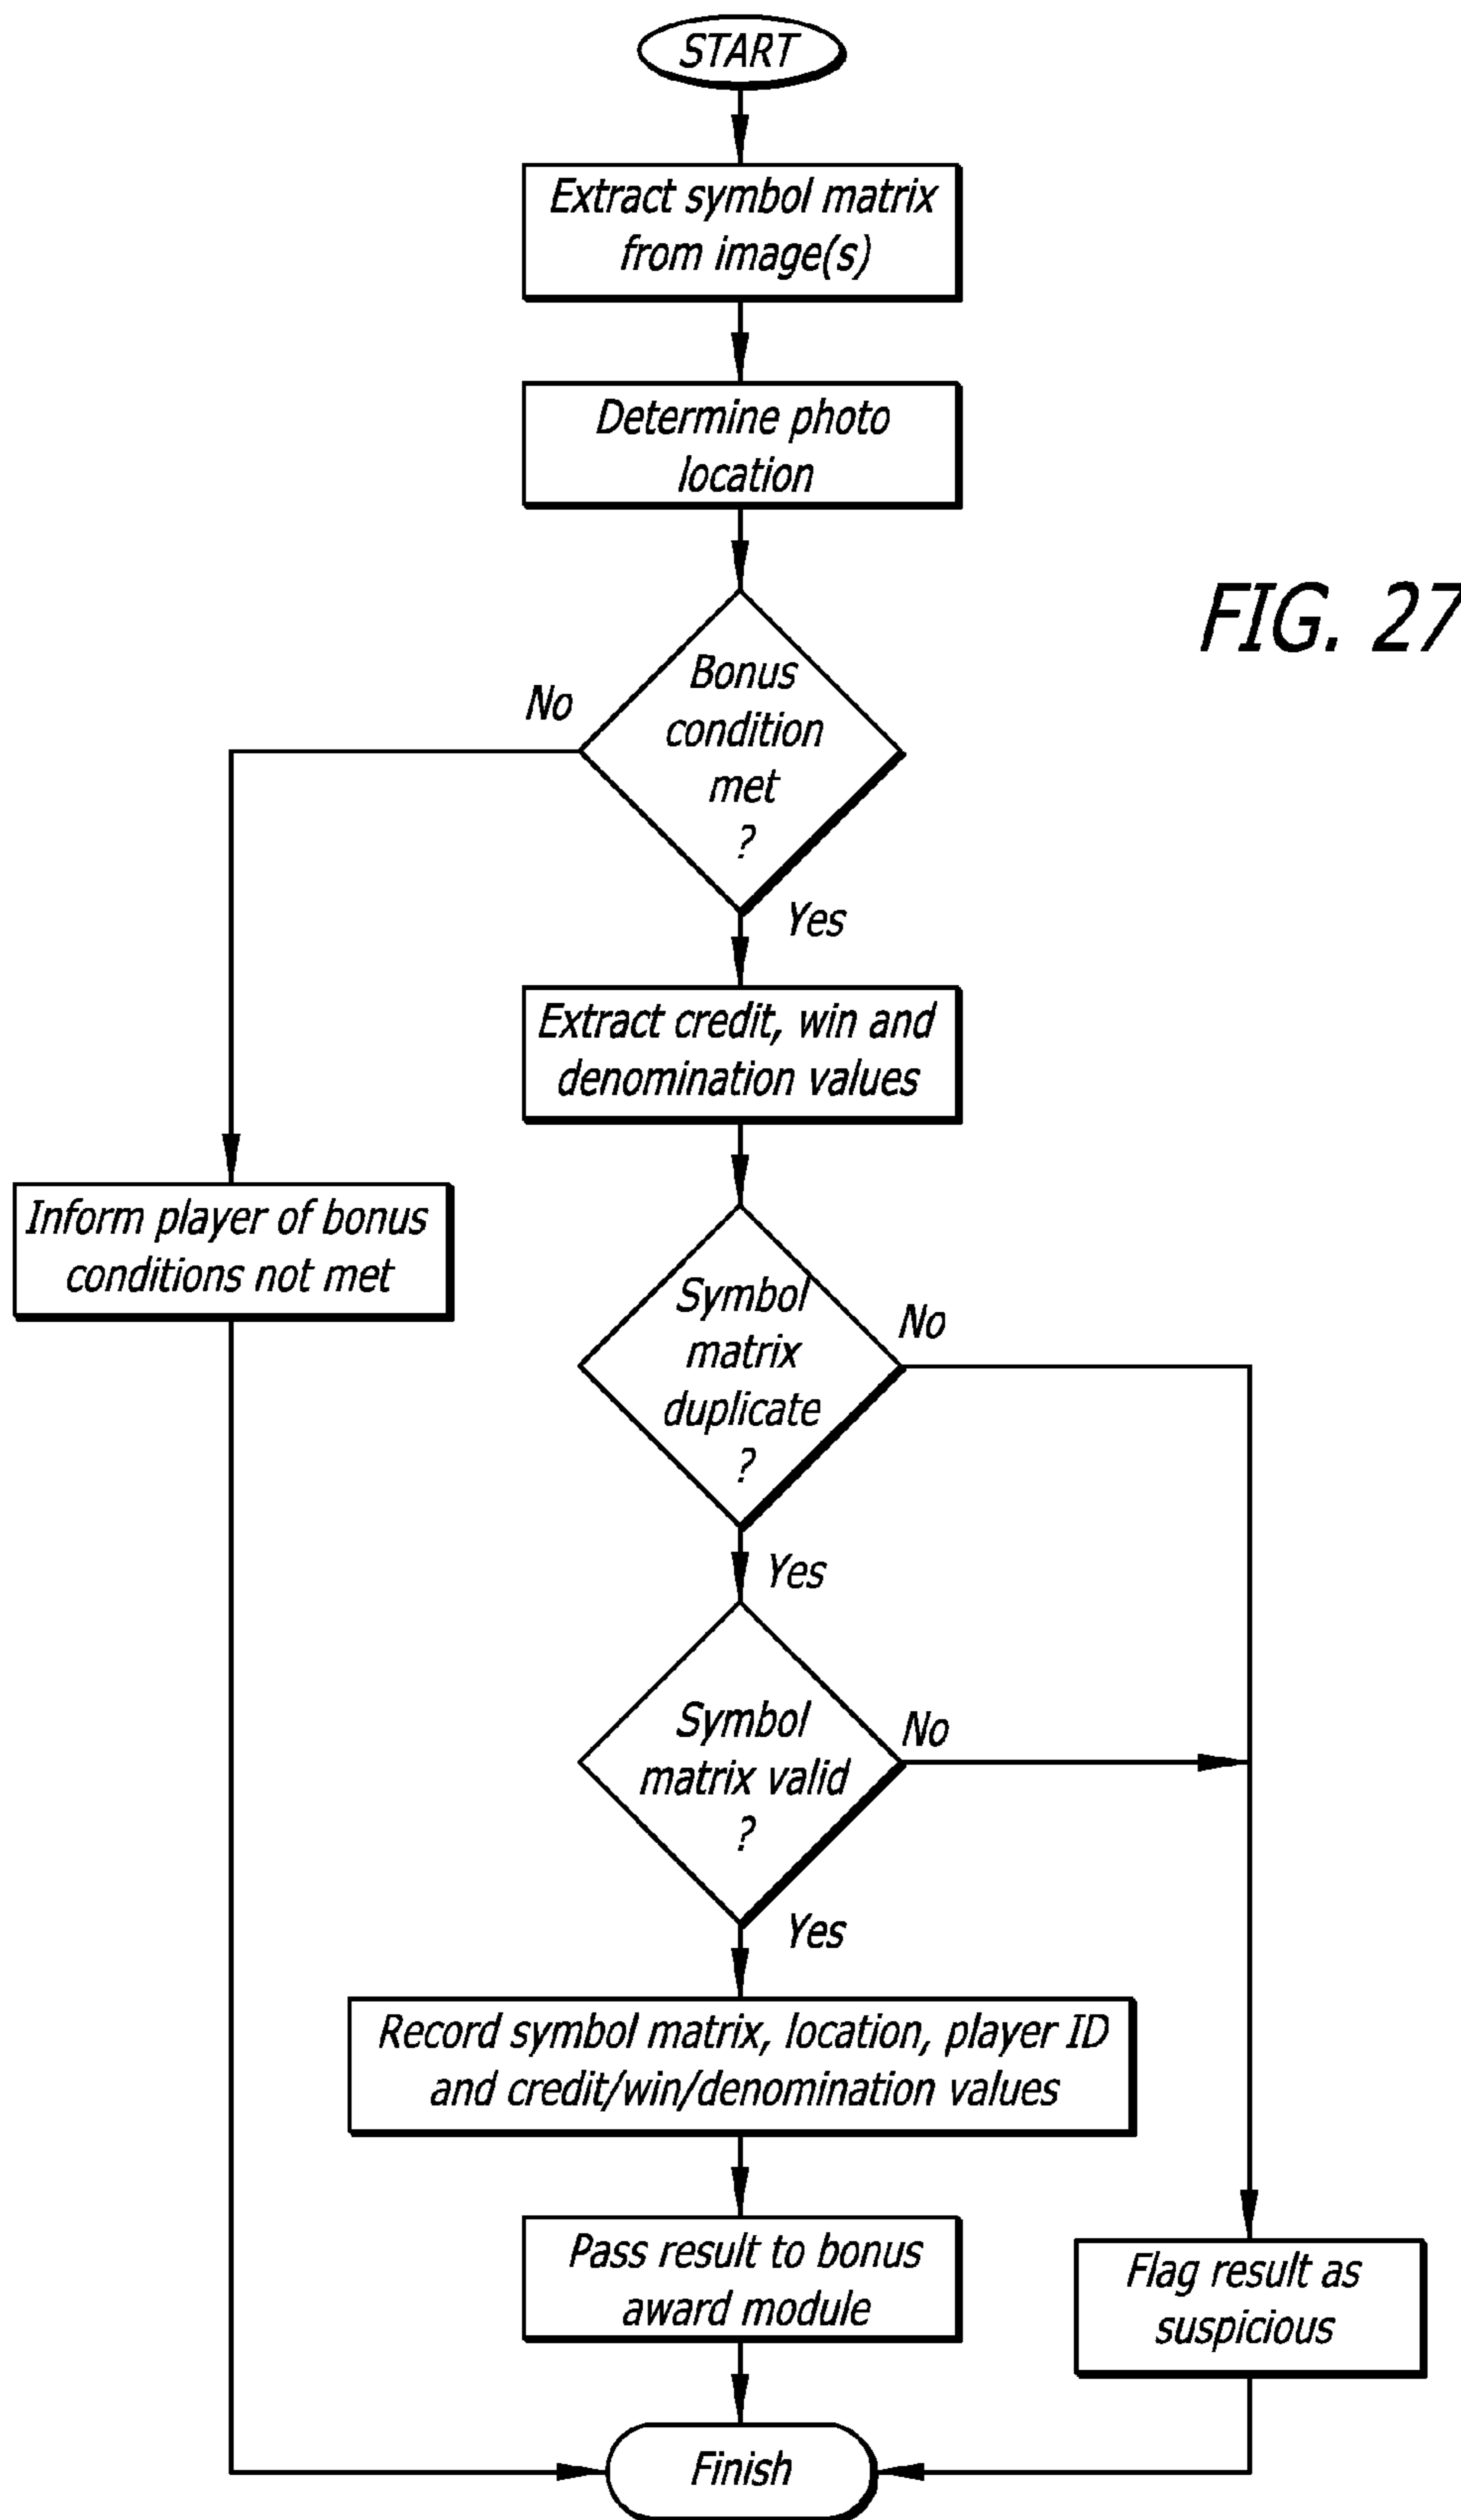 START
Extract symbol matrix
from image(s)
Determine photo
location
FIG. 27
Bonus
condition
met
?
No
Yes
Extract credit, win and
denomination values
Inform player of bonus
conditions not met
Symbol
matrix
duplicate
?
No
Yes
Symbol
matrix valid
?
No
Yes
Record symbol matrix, location, player ID
and credit/win/denomination values
Pass result to bonus
award module
Flag result as
suspicious
Finish